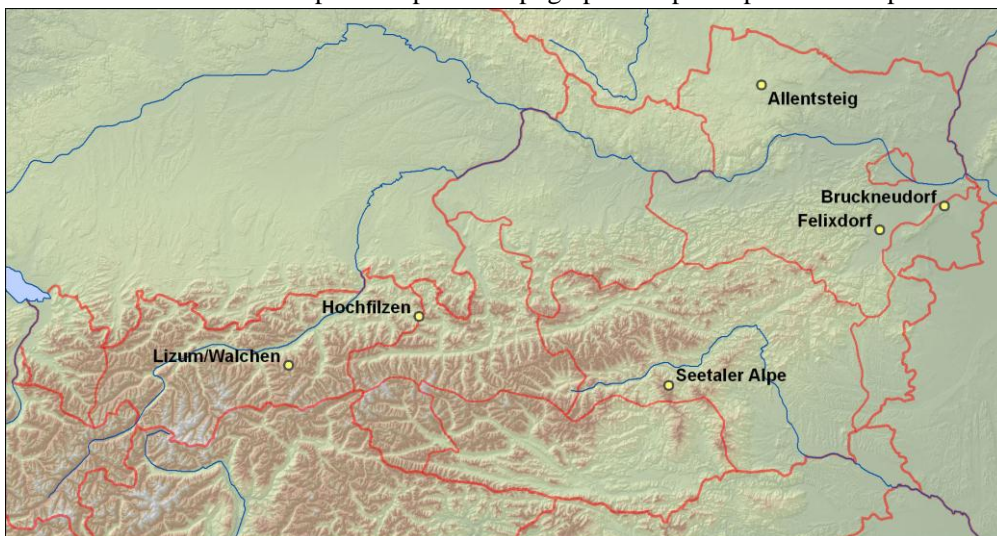 Allentsteig
Bruckneudorf
Felixdorf
Hochfilzen
Lizum/Walchen
Seetaler Alpe